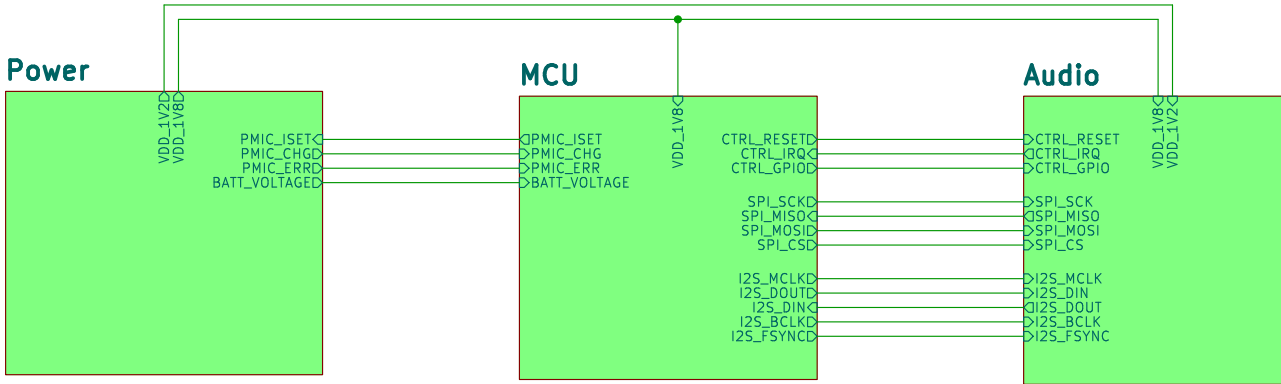 Power
VDD_1V2
VDD_1V8
PMIC_ISET
PMIC_CHG
PMIC_ERR
BATT_VOLTAGE
MCU
VDD_1V8
PMIC_ISET
PMIC_CHG
PMIC_ERR
BATT_VOLTAGE
CTRL_RESET
CTRL_IRQ
CTRL_GPIO
SPI_SCK
SPI_MISO
SPI_MOSI
SPI_CS
I2S_MCLK
I2S_DOUT
I2S_DIN
I2S_BCLK
I2S_FSYNC
Audio
VDD_1V8
VDD_1V2
CTRL_RESET
CTRL_IRQ
CTRL_GPIO
SPI_SCK
SPI_MISO
SPI_MOSI
SPI_CS
I2S_MCLK
I2S_DIN
I2S_DOUT
I2S_BCLK
I2S_FSYNC